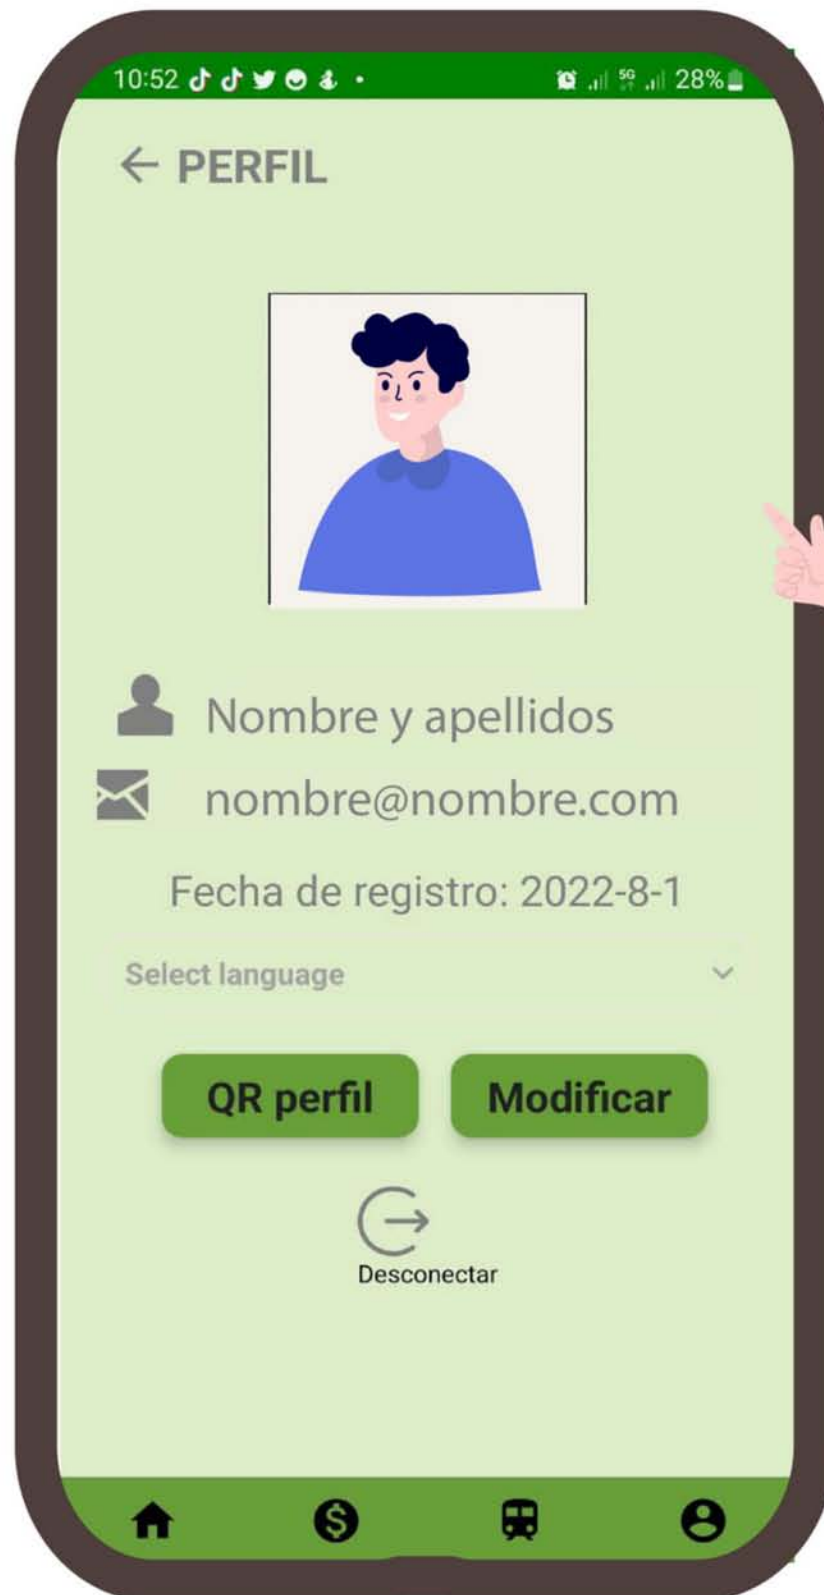 10:52 5G 28%
PERFIL
Nombre y apellidos
nombre@nombre.com
Fecha de registro: 2022-8-1
Select language
QR perfil Modificar
Desconectar